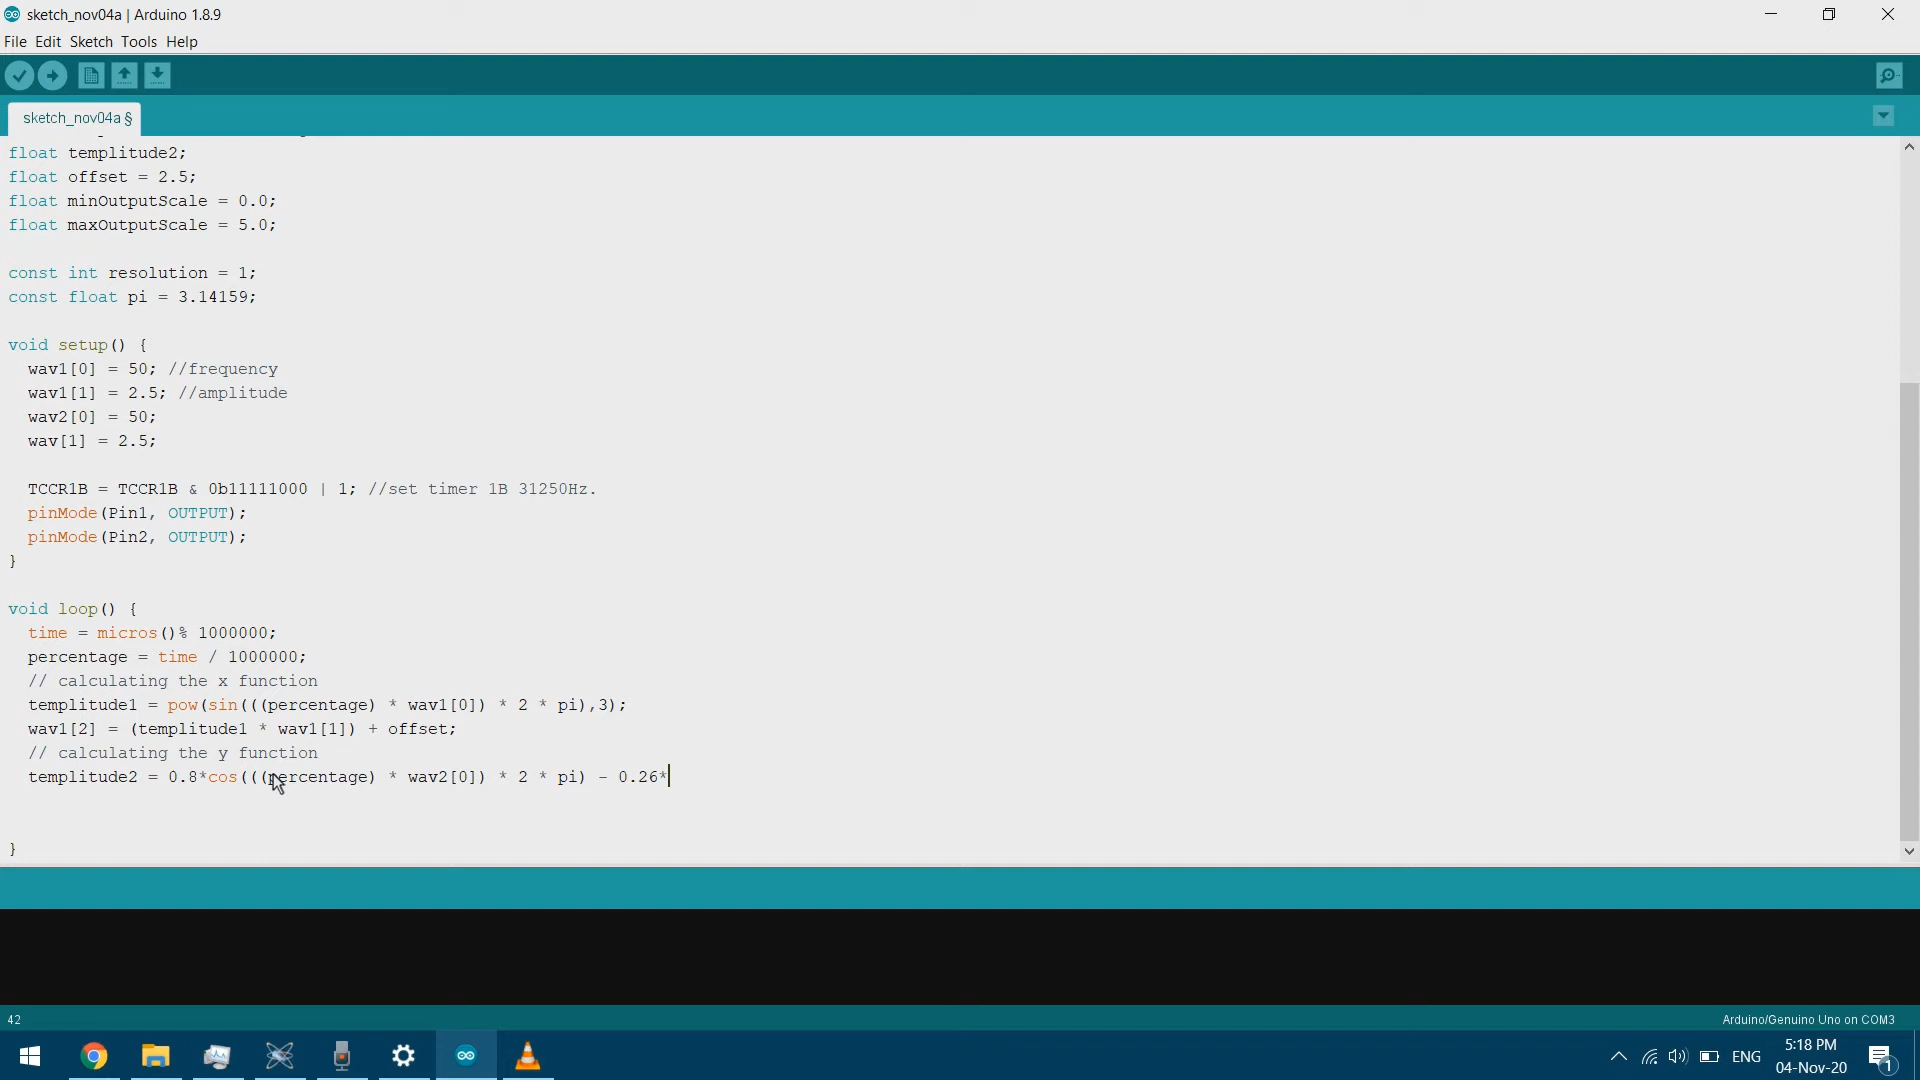 sketch_nov04a | Arduino 1.8.9
File Edit Sketch Tools Help
sketch_nov04a §
float templitude2;
float offset = 2.5;
float minOutputScale = 0.0;
float maxOutputScale = 5.0;
const int resolution = 1;
const float pi = 3.14159;
void setup() {
wav1[0] = 50; //frequency
wav1[1] = 2.5; //amplitude
wav2[0] = 50;
wav[1] = 2.5;
TCCR1B = TCCR1B & 0b11111000 | 1; //set timer 1B 31250Hz.
pinMode(Pin1, OUTPUT);
pinMode(Pin2, OUTPUT);
}
void loop() {
time = micros()% 1000000;
percentage = time / 1000000;
// calculating the x function
templitude1 = pow(sin(((percentage) * wav1[0]) * 2 * pi),3);
wav1[2] = (templitude1 * wav1[1]) + offset;
// calculating the y function
templitude2 = 0.8*cos(((percentage) * wav2[0]) * 2 * pi) - 0.26*
}
42
Arduino/Genuino Uno on COM3
ENG
5:18 PM
04-Nov-20
1